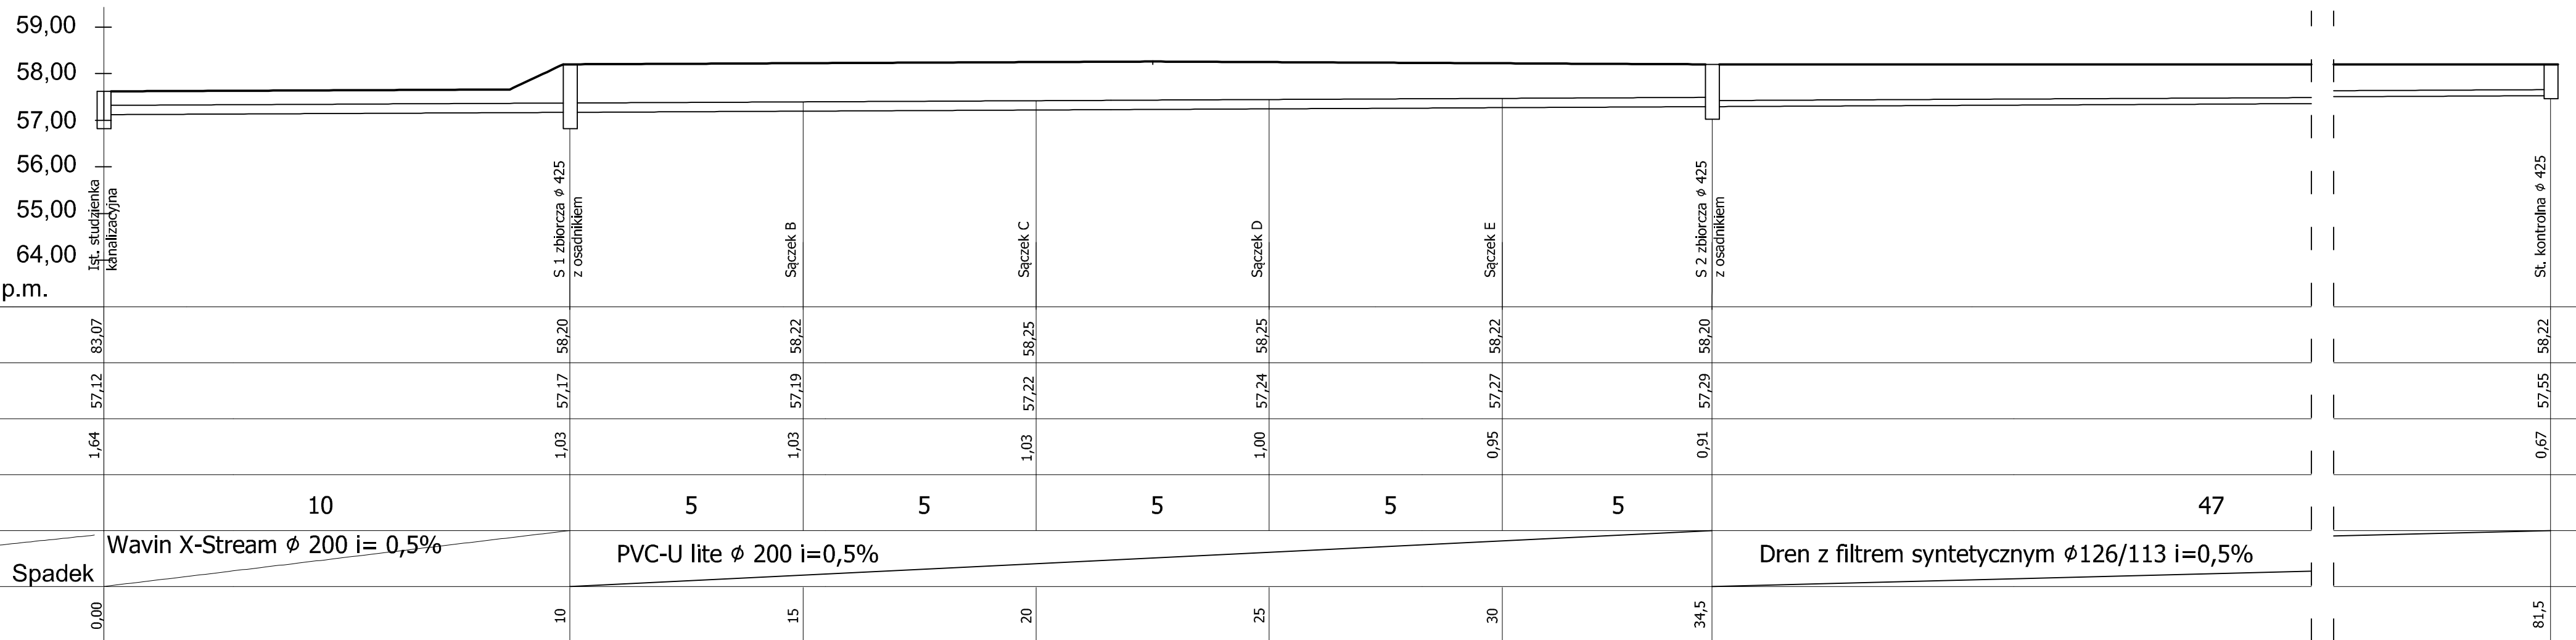 59,00
58,00
57,00
56,00
55,00
64,00
p.m.
Ist. studzienka
kanalizacyjna
S 1 zbiorcza ⌀ 425
z osadnikiem
Sączek B
Sączek C
Sączek D
Sączek E
S 2 zbiorcza ⌀ 425
z osadnikiem
St. kontrolna ⌀ 425
83,07 58,20 58,22 58,25 58,25 58,22 58,20 58,22
57,12 57,17 57,19 57,22 57,24 57,27 57,29 57,55
1,64 1,03 1,03 1,03 1,00 0,95 0,91 0,67
10 5 5 5 5 5 47
Wavin X-Stream ⌀ 200 i= 0,5%
PVC-U lite ⌀ 200 i=0,5%
Dren z filtrem syntetycznym ⌀126/113 i=0,5%
Spadek
0,00 10 15 20 25 30 34,5 81,5